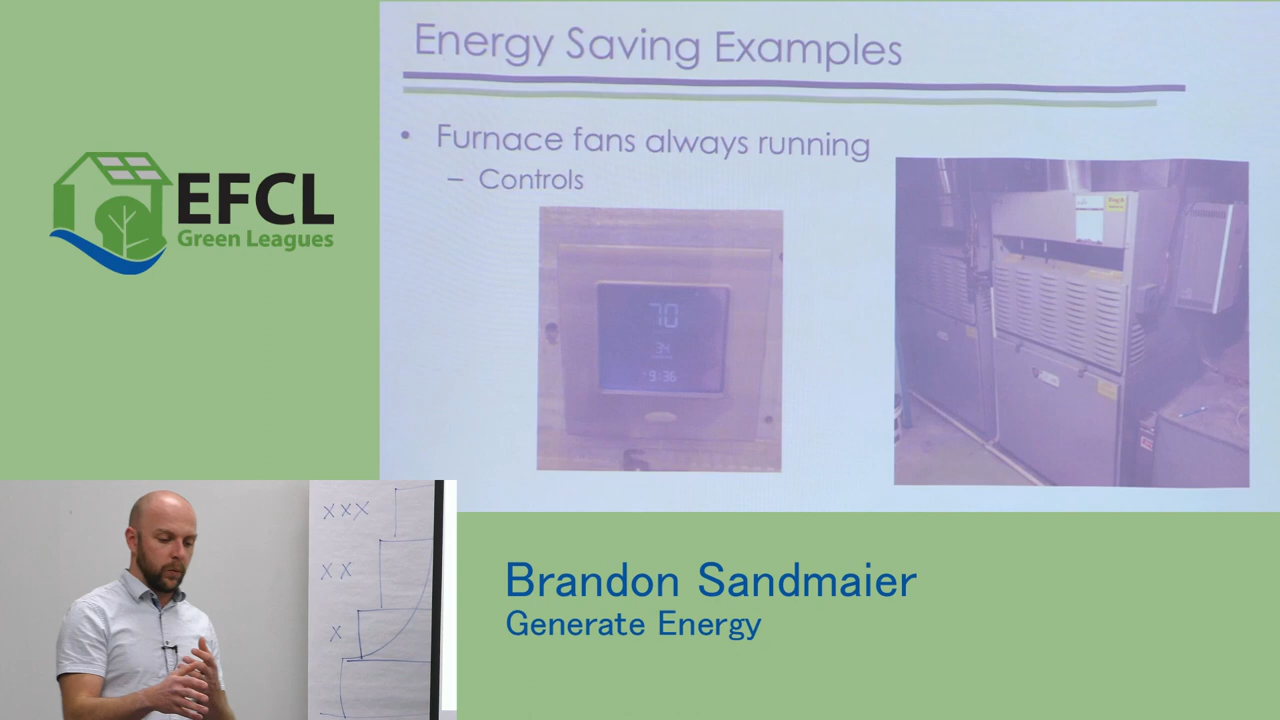 Energy Saving Examples
• Furnace fans always running
– Controls
70
34
9:36
EFCL
Green Leagues
XXX
XX
X
Brandon Sandmaier
Generate Energy